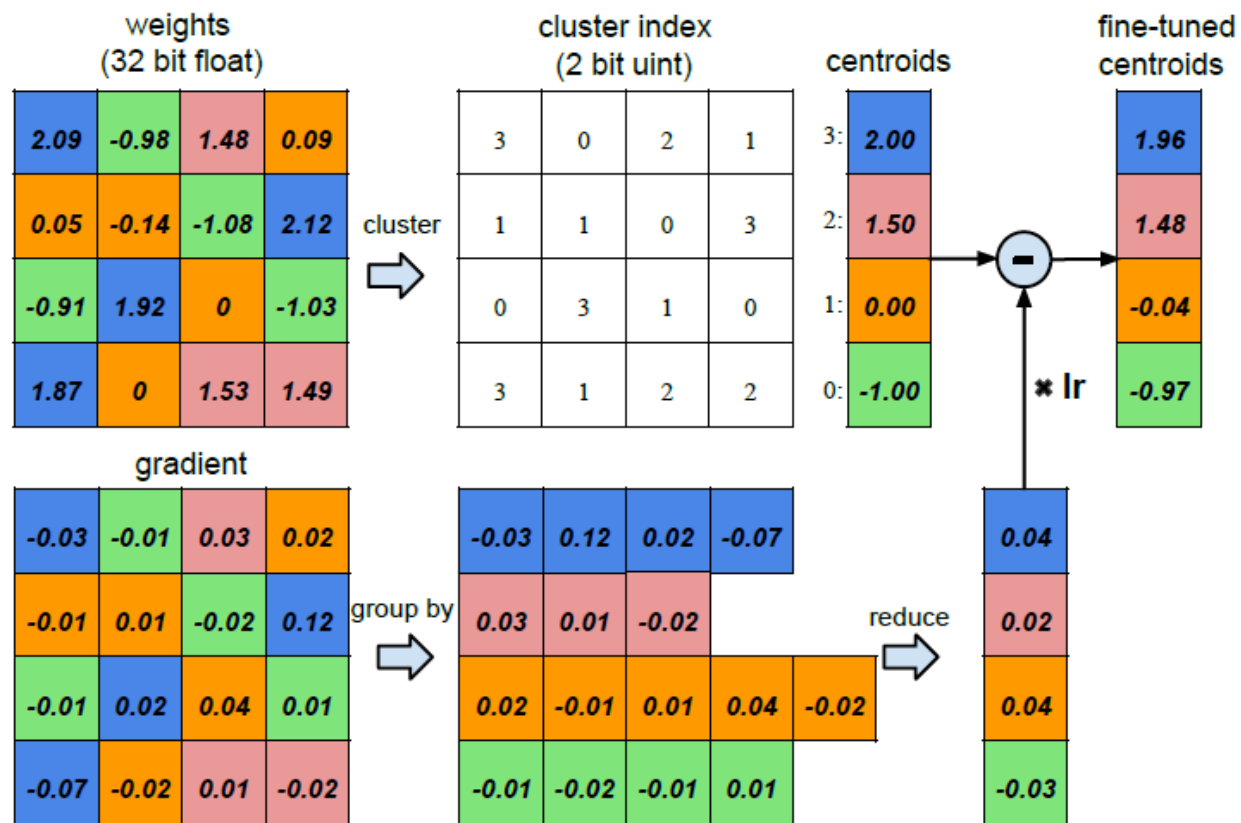 weights
(32 bit float)
cluster index
(2 bit uint)
centroids
fine-tuned
centroids
2.09 -0.98 1.48 0.09
3 0 2 1
3: 2.00
1.96
0.05 -0.14 -1.08 2.12
cluster
1 1 0 3
2: 1.50
1.48
-0.91 1.92 0 -1.03
0 3 1 0
1: 0.00
-0.04
1.87 0 1.53 1.49
3 1 2 2
0: -1.00
-0.97
-
× lr
gradient
-0.03 -0.01 0.03 0.02
-0.03 0.12 0.02 -0.07
0.04
-0.01 0.01 -0.02 0.12
group by
0.03 0.01 -0.02
reduce
0.02
-0.01 0.02 0.04 0.01
0.02 -0.01 0.01 0.04 -0.02
0.04
-0.07 -0.02 0.01 -0.02
-0.01 -0.02 -0.01 0.01
-0.03